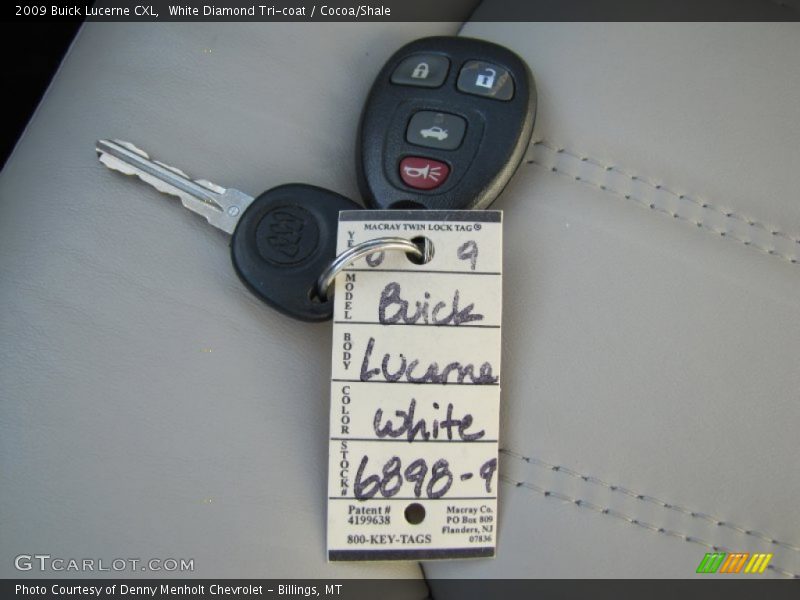 2009 Buick Lucerne CXL,  White Diamond Tri-coat / Cocoa/Shale
MACRAY TWIN LOCK TAG®
YEAR 0 9
MODEL Buick
BODY Lucerne
COLOR White
STOCK# 6898-9
Patent #
4199638
800-KEY-TAGS
Macray Co.
PO Box 809
Flanders, NJ
07836
GTCARLOT.COM
Photo Courtesy of Denny Menholt Chevrolet - Billings, MT